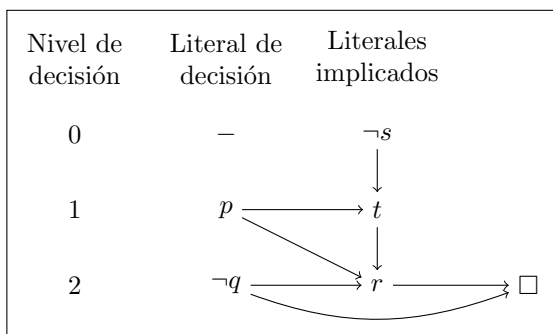 Nivel de decisión
Literal de decisión
Literales implicados
0 − ¬s
1 p t
2 ¬q r □